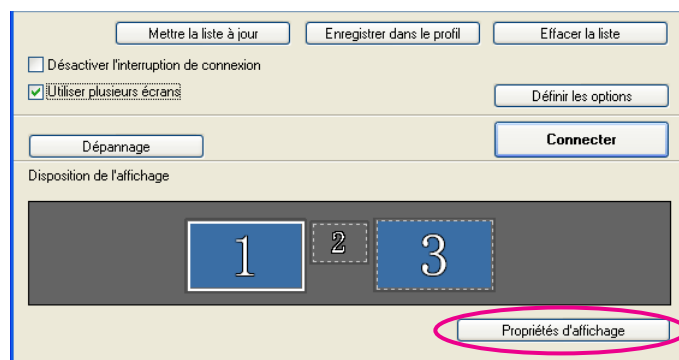 Mettre la liste à jour
Enregistrer dans le profil
Effacer la liste
Désactiver l'interruption de connexion
Utiliser plusieurs écrans
Définir les options
Connecter
Dépannage
Disposition de l'affichage
1
2
3
Propriétés d'affichage